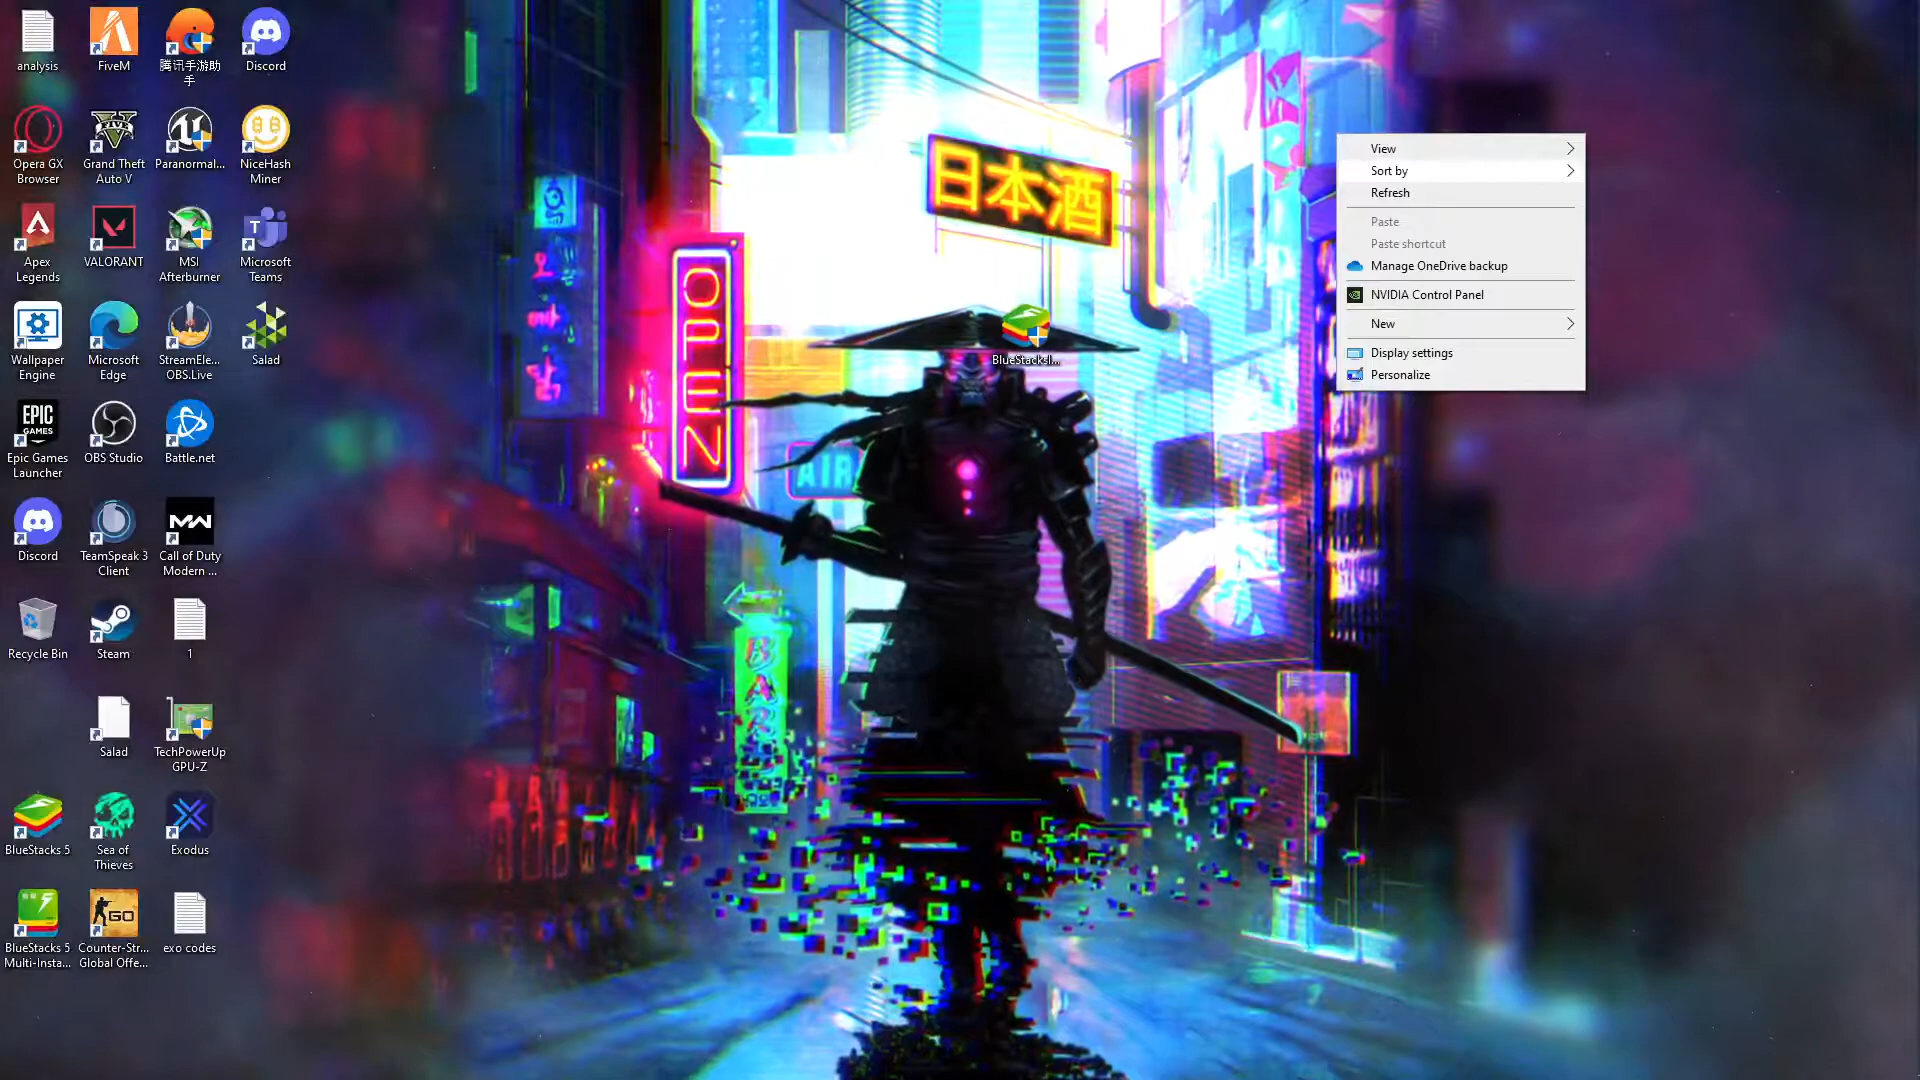 analysis
FiveM
腾讯手游助
手
Discord
Opera GX
Browser
Grand Theft
Auto V
Paranormal...
NiceHash
Miner
Apex
Legends
VALORANT
MSI
Afterburner
Microsoft
Teams
Wallpaper
Engine
Microsoft
Edge
StreamEle...
OBS.Live
Salad
EPIC
GAMES
Epic Games
Launcher
OBS Studio
Battle.net
Discord
TeamSpeak 3
Client
MW
Call of Duty
Modern ...
Recycle Bin
Steam
1
Salad
TechPowerUp
GPU-Z
BlueStacks 5
Sea of
Thieves
Exodus
BlueStacks 5
Multi-Insta...
GO
Counter-Str...
Global Offe...
exo codes
日本酒
OPEN
AIR
BAR
BlueStacksI...
View
Sort by
Refresh
Paste
Paste shortcut
Manage OneDrive backup
NVIDIA Control Panel
New
Display settings
Personalize